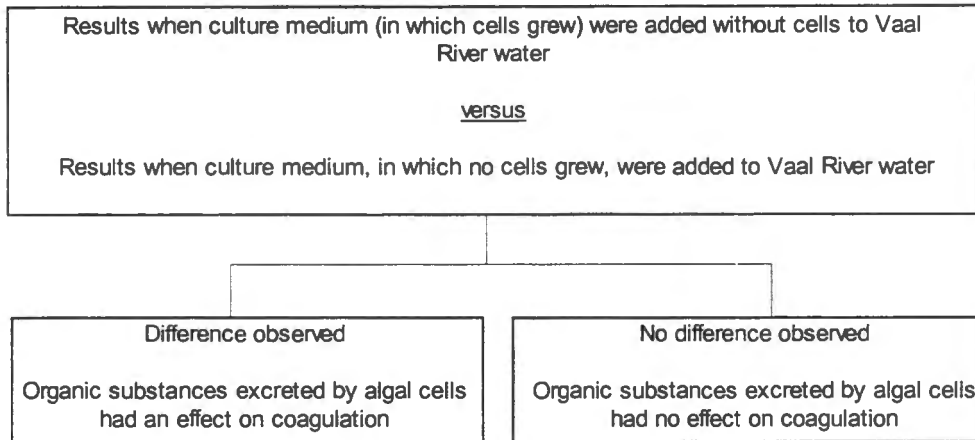 Results when culture medium (in which cells grew) were added without cells to Vaal
River water
versus
Results when culture medium, in which no cells grew, were added to Vaal River water
Difference observed
Organic substances excreted by algal cells
had an effect on coagulation
No difference observed
Organic substances excreted by algal cells
had no effect on coagulation